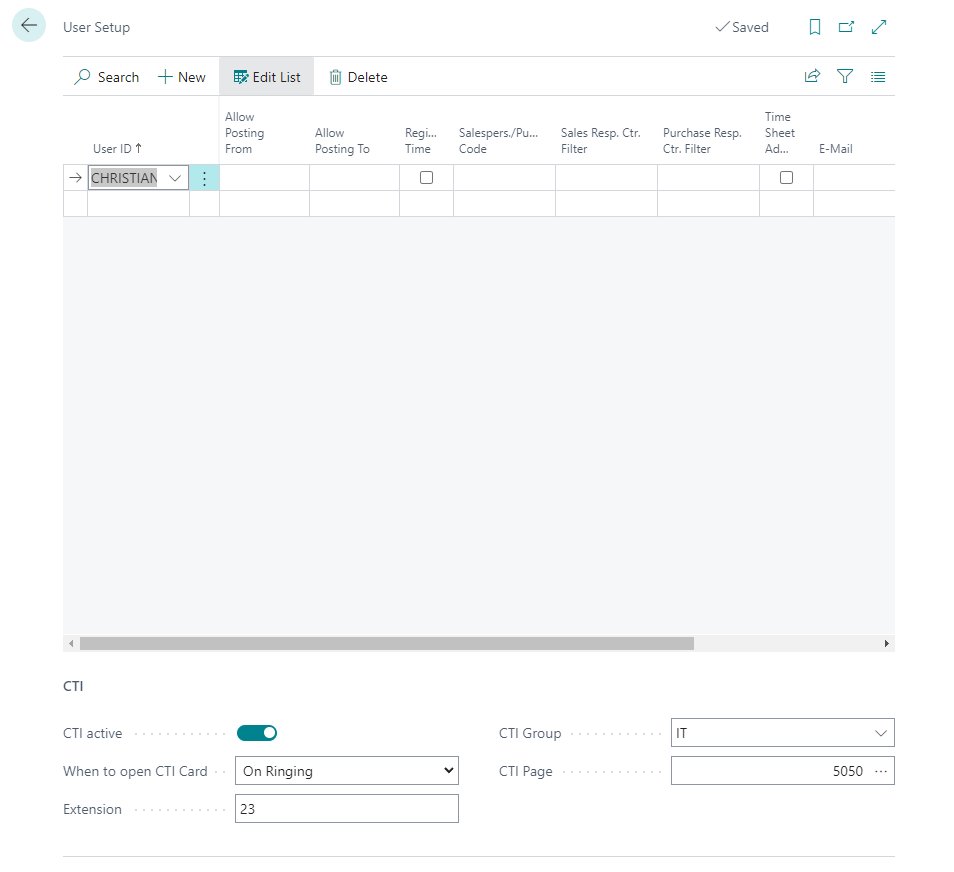 User Setup
Saved
Search
New
Edit List
Delete
User ID ↑
Allow
Posting
From
Allow
Posting To
Regi...
Time
Salespers./Pu...
Code
Sales Resp. Ctr.
Filter
Purchase Resp.
Ctr. Filter
Time
Sheet
Ad...
E-Mail
CHRISTIAN
CTI
CTI active
CTI Group
IT
When to open CTI Card
On Ringing
CTI Page
5050 ...
Extension
23